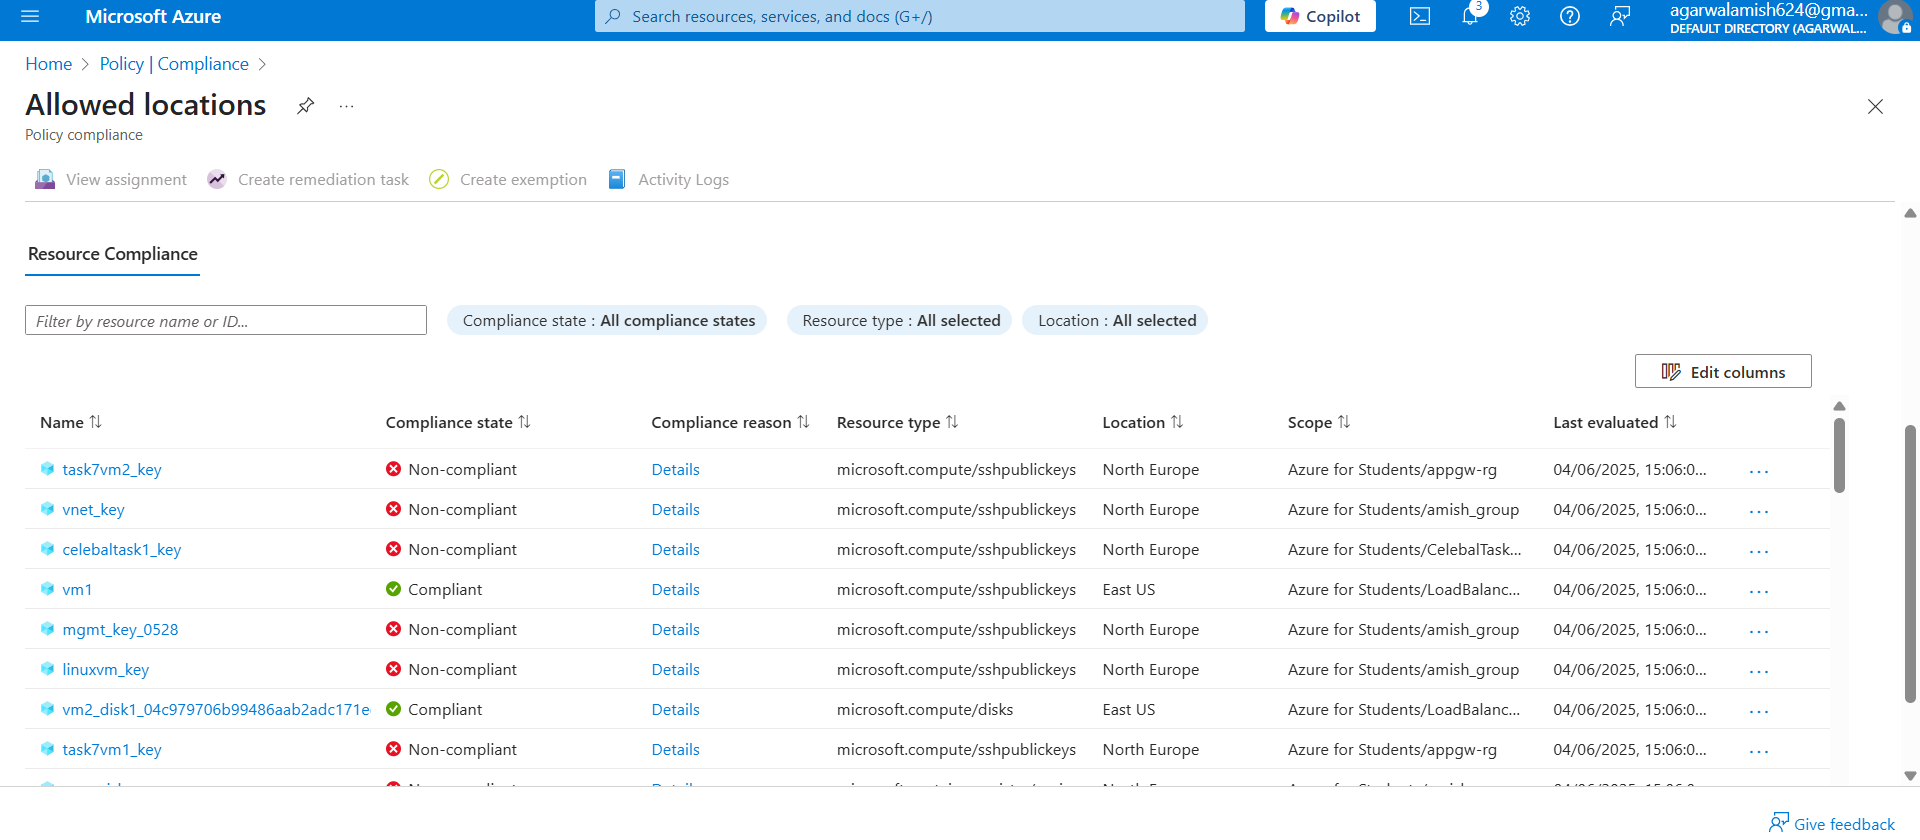 Microsoft Azure
Search resources, services, and docs (G+/)
Copilot
3
agarwalamish624@gma...
DEFAULT DIRECTORY (AGARWAL...
Home > Policy | Compliance >
Allowed locations
...
Policy compliance
View assignment
Create remediation task
Create exemption
Activity Logs
Resource Compliance
Filter by resource name or ID...
Compliance state : All compliance states
Resource type : All selected
Location : All selected
Edit columns
Name Compliance state Compliance reason Resource type Location Scope Last evaluated
task7vm2_key Non-compliant Details microsoft.compute/sshpublickeys North Europe Azure for Students/appgw-rg 04/06/2025, 15:06:0... ...
vnet_key Non-compliant Details microsoft.compute/sshpublickeys North Europe Azure for Students/amish_group 04/06/2025, 15:06:0... ...
celebaltask1_key Non-compliant Details microsoft.compute/sshpublickeys North Europe Azure for Students/CelebalTask... 04/06/2025, 15:06:0... ...
vm1 Compliant Details microsoft.compute/sshpublickeys East US Azure for Students/LoadBalanc... 04/06/2025, 15:06:0... ...
mgmt_key_0528 Non-compliant Details microsoft.compute/sshpublickeys North Europe Azure for Students/amish_group 04/06/2025, 15:06:0... ...
linuxvm_key Non-compliant Details microsoft.compute/sshpublickeys North Europe Azure for Students/amish_group 04/06/2025, 15:06:0... ...
vm2_disk1_04c979706b99486aab2adc171e Compliant Details microsoft.compute/disks East US Azure for Students/LoadBalanc... 04/06/2025, 15:06:0... ...
task7vm1_key Non-compliant Details microsoft.compute/sshpublickeys North Europe Azure for Students/appgw-rg 04/06/2025, 15:06:0... ...
Give feedback